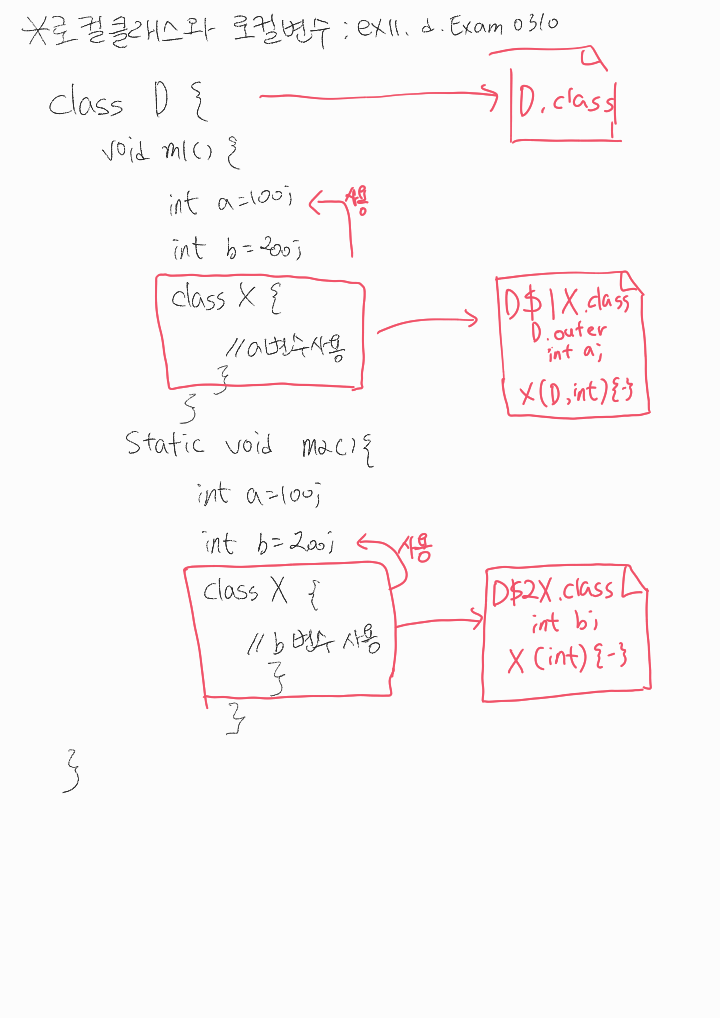 *로컬클래스와 로컬변수 : ex11.d.Exam0310
class D {
D.class
void m1() {
int a=100;
사용
int b=200;
class X {
//a변수사용
}
D$1X.class
D.outer
int a;
X(D,int){-}
}
Static void m2(){
int a=100;
int b=200;
사용
class X {
//b변수 사용
}
D$2X.class
int b;
X(int){-}
}
}